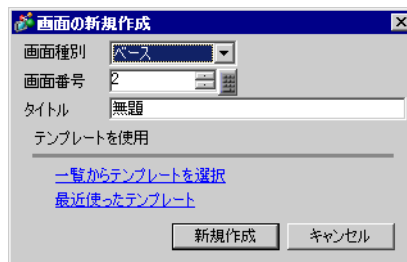 画面の新規作成
画面種別 ベース
画面番号 2
タイトル 無題
テンプレートを使用
一覧からテンプレートを選択
最近使ったテンプレート
新規作成 キャンセル